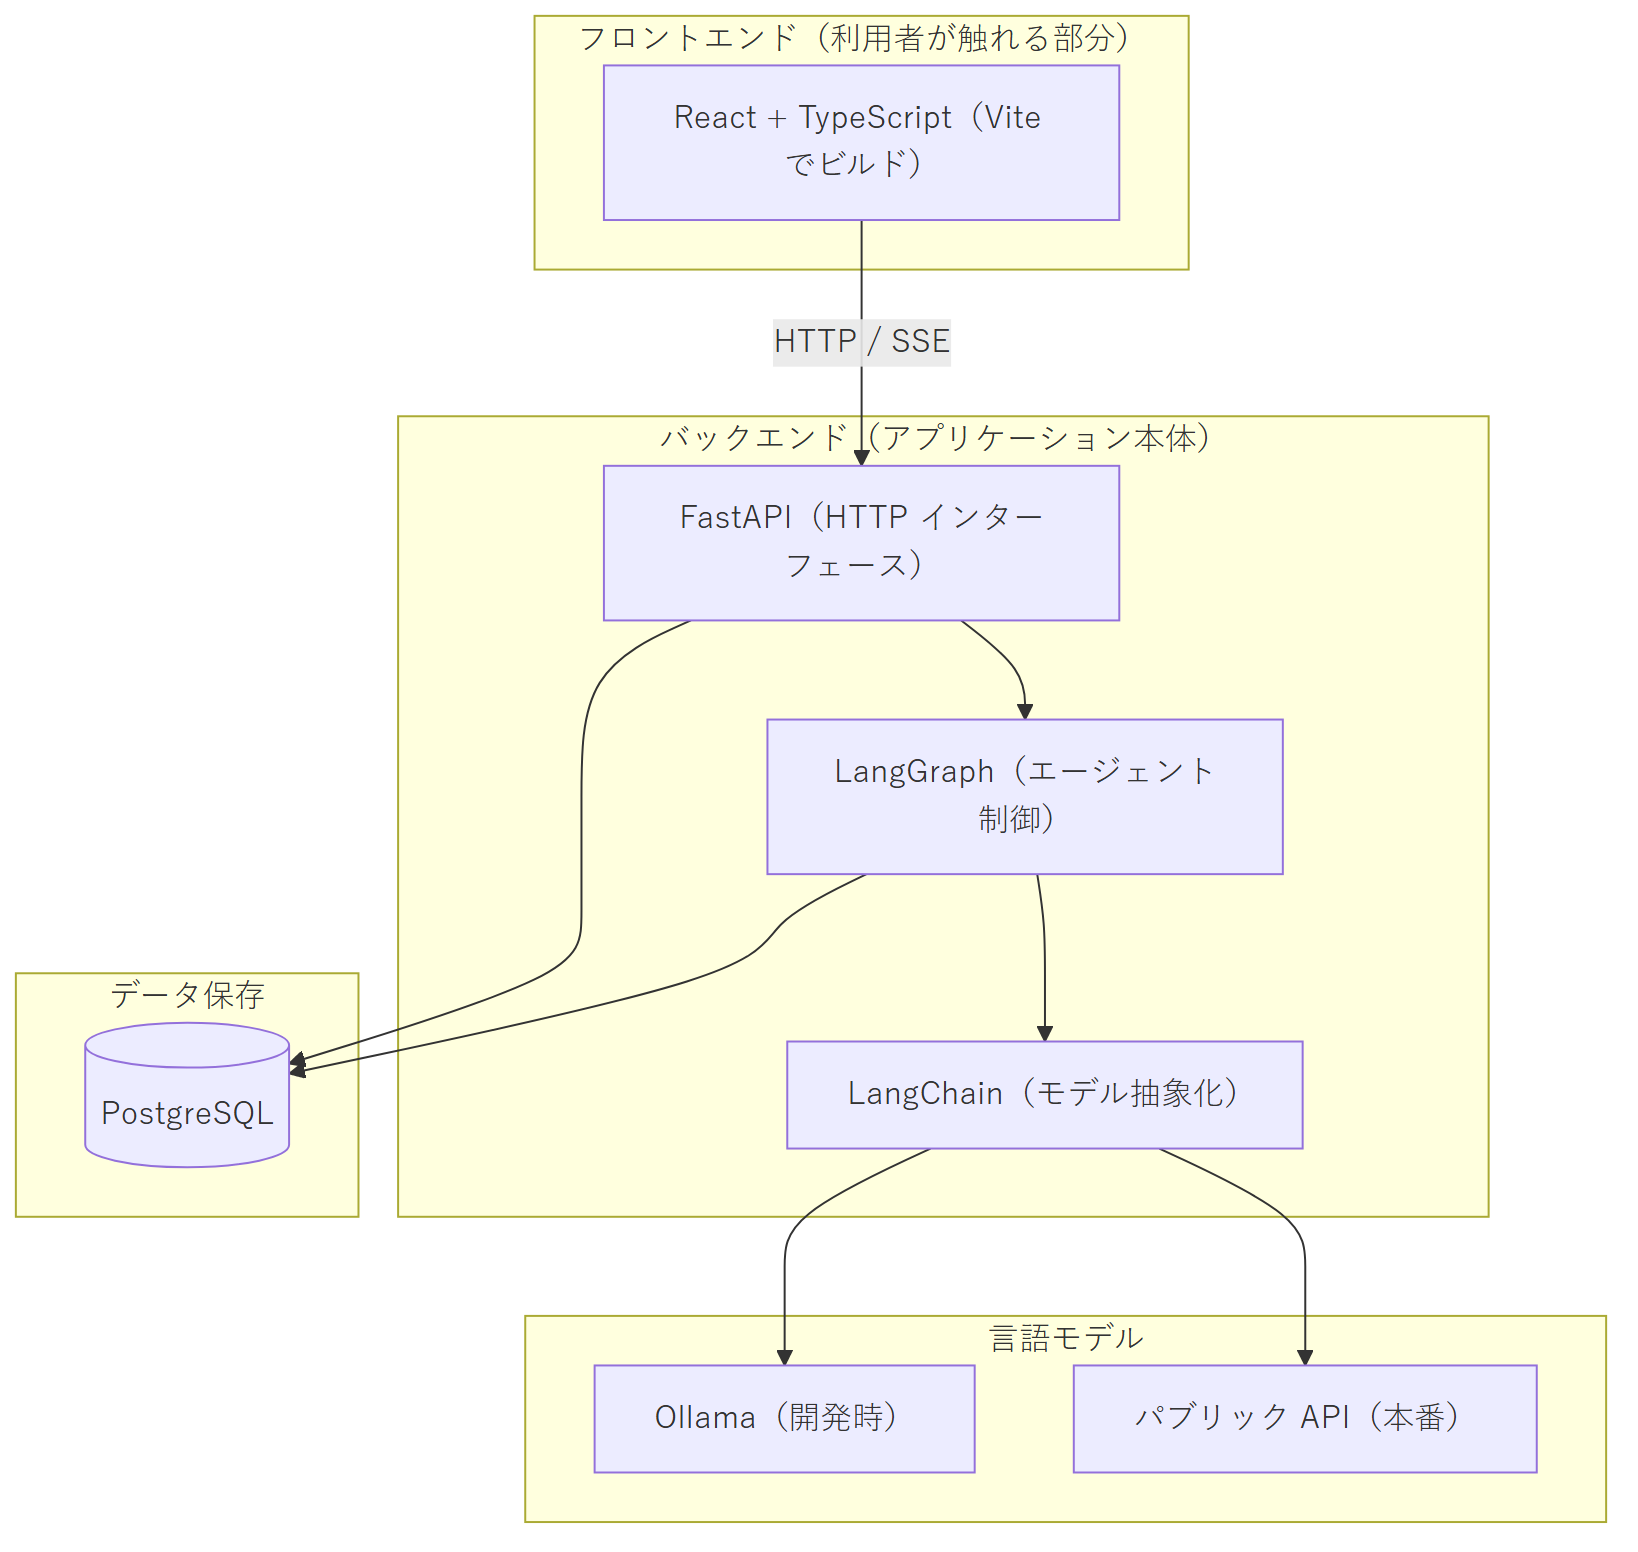 フロントエンド（利用者が触れる部分）
React + TypeScript（Vite
でビルド）
HTTP / SSE
バックエンド（アプリケーション本体）
FastAPI（HTTP インター
フェース）
LangGraph（エージェント
制御）
データ保存
PostgreSQL
LangChain（モデル抽象化）
言語モデル
Ollama（開発時）
パブリック API（本番）